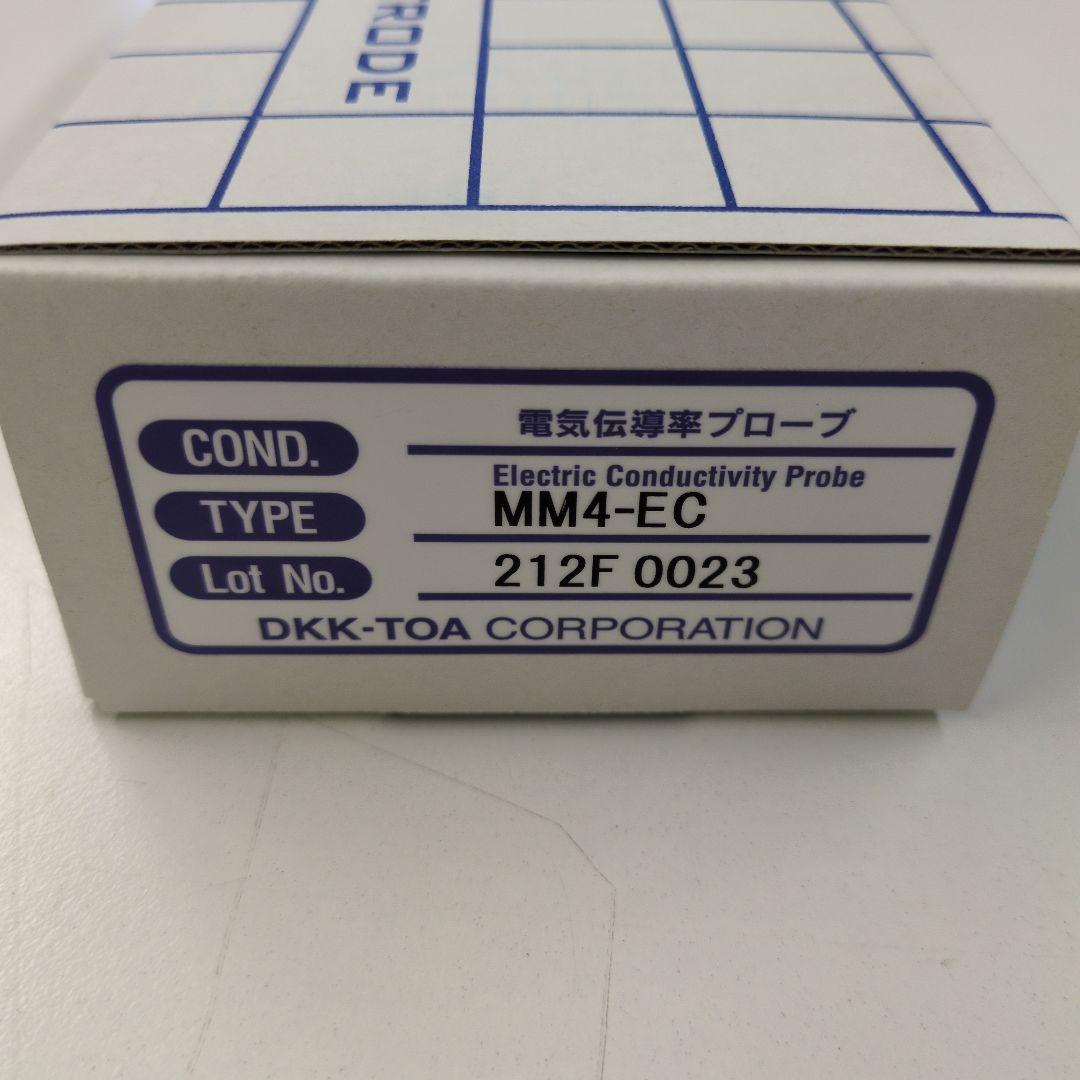 TRODE
COND.
電気伝導率プローブ
Electric Conductivity Probe
TYPE
MM4-EC
Lot No.
212F 0023
DKK-TOA CORPORATION